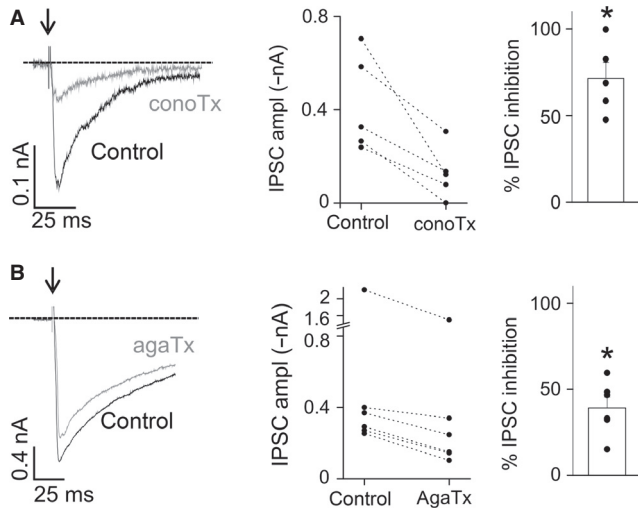 A
conoTx
Control
0.1 nA
25 ms
IPSC ampl (−nA)
0.8
0.4
0
Control
conoTx
% IPSC inhibition
100
50
0
*
B
agaTx
Control
0.4 nA
25 ms
IPSC ampl (−nA)
2
1.6
0.8
0.4
0
Control
AgaTx
% IPSC inhibition
100
50
0
*